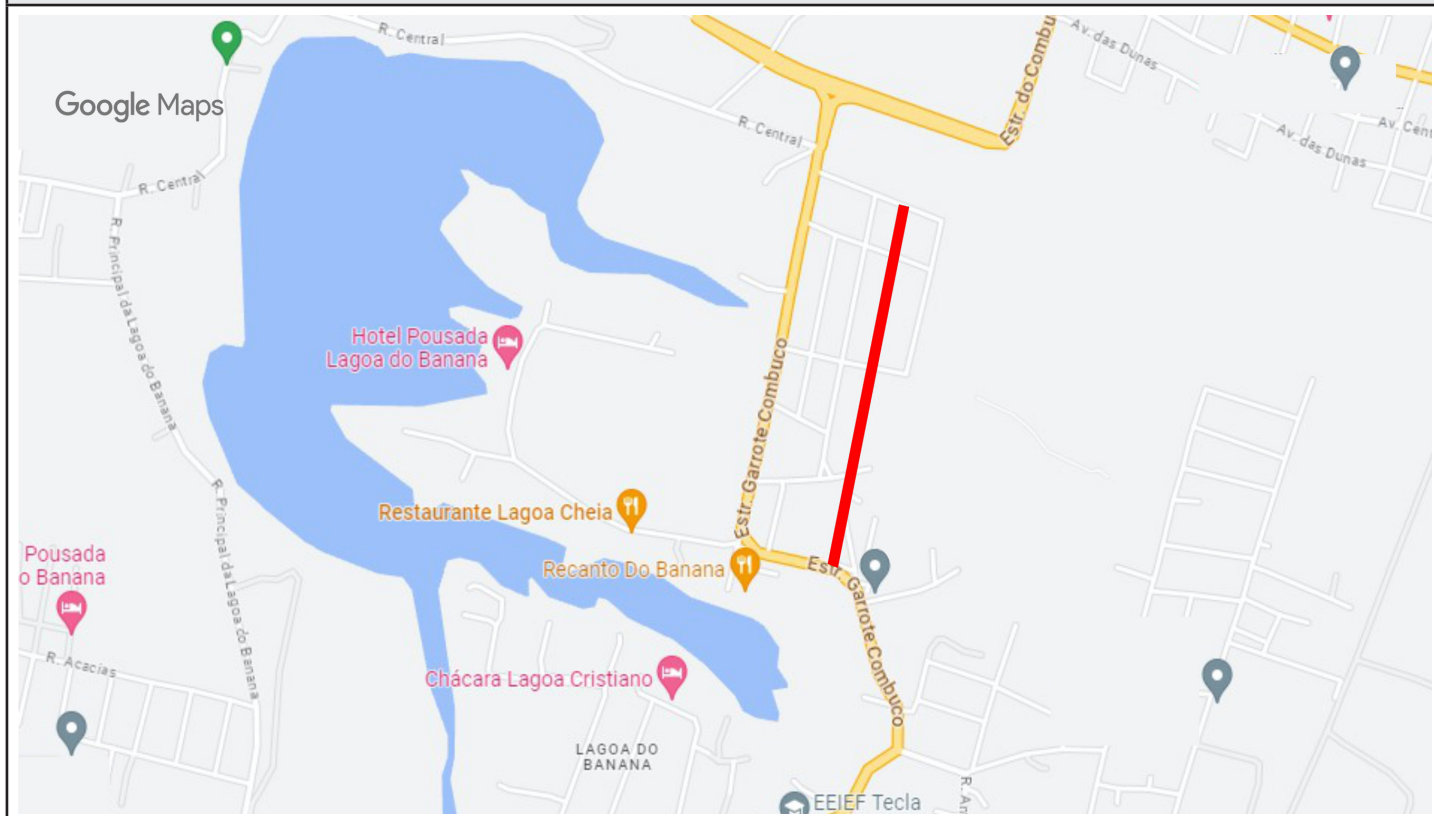 R. Central
Av. das Dunas
Estr. do Combu
Google Maps
R. Central
Av. Cent
Av. das Dunas
R. Central
R. Principal da Lagoa do Banana
Hotel Pousada
Lagoa do Banana
Estr. Garrote Combuco
R. Principal da Lagoa do Banana
Restaurante Lagoa Cheia
Pousada
o Banana
Recanto Do Banana
Estr. Garrote Combuco
R. Acacias
Chácara Lagoa Cristiano
LAGOA DO
BANANA
R. An
EEIEF Tecla